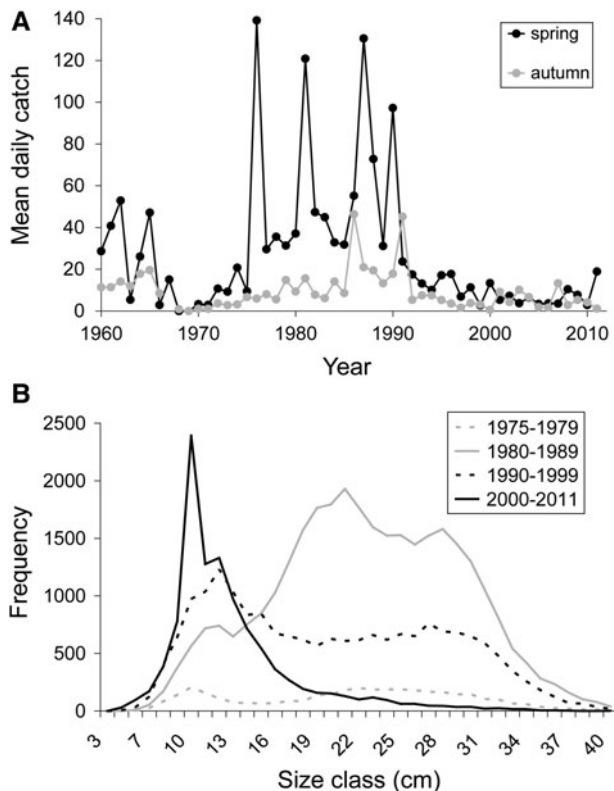 A
140
120
100
80
60
40
20
0
Mean daily catch
spring
autumn
1960 1970 1980 1990 2000 2010
Year
B
2500
2000
1500
1000
500
0
Frequency
1975-1979
1980-1989
1990-1999
2000-2011
3 7 10 13 16 19 22 25 28 31 34 37 40
Size class (cm)